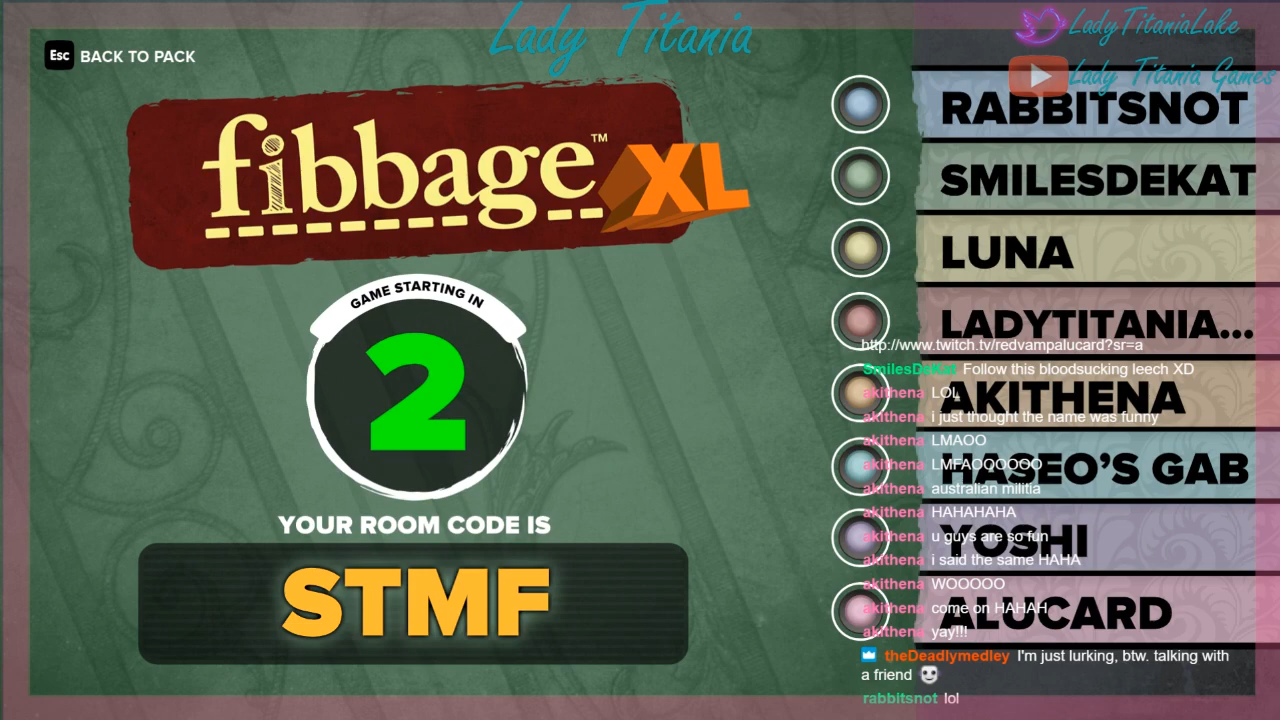 Lady Titania
LadyTitaniaLake
Lady Titania Games
Esc BACK TO PACK
fibbage XL™
GAME STARTING IN
2
YOUR ROOM CODE IS
STMF
RABBITSNOT
SMILESDEKAT
LUNA
LADYTITANIA...
AKITHENA
HASEO'S GAB
YOSHI
ALUCARD
http://www.twitch.tv/redvampalucard?sr=a
SmilesDeKat Follow this bloodsucking leech XD
akithena LOL
akithena i just thought the name was funny
akithena LMAOO
akithena LMFAOOOOOO
akithena australian militia
akithena HAHAHAHA
akithena u guys are so fun
akithena i said the same HAHA
akithena WOOOOO
akithena come on HAHAH
akithena yay!!!
theDeadlymedley I'm just lurking, btw. talking with
a friend
rabbitsnot lol